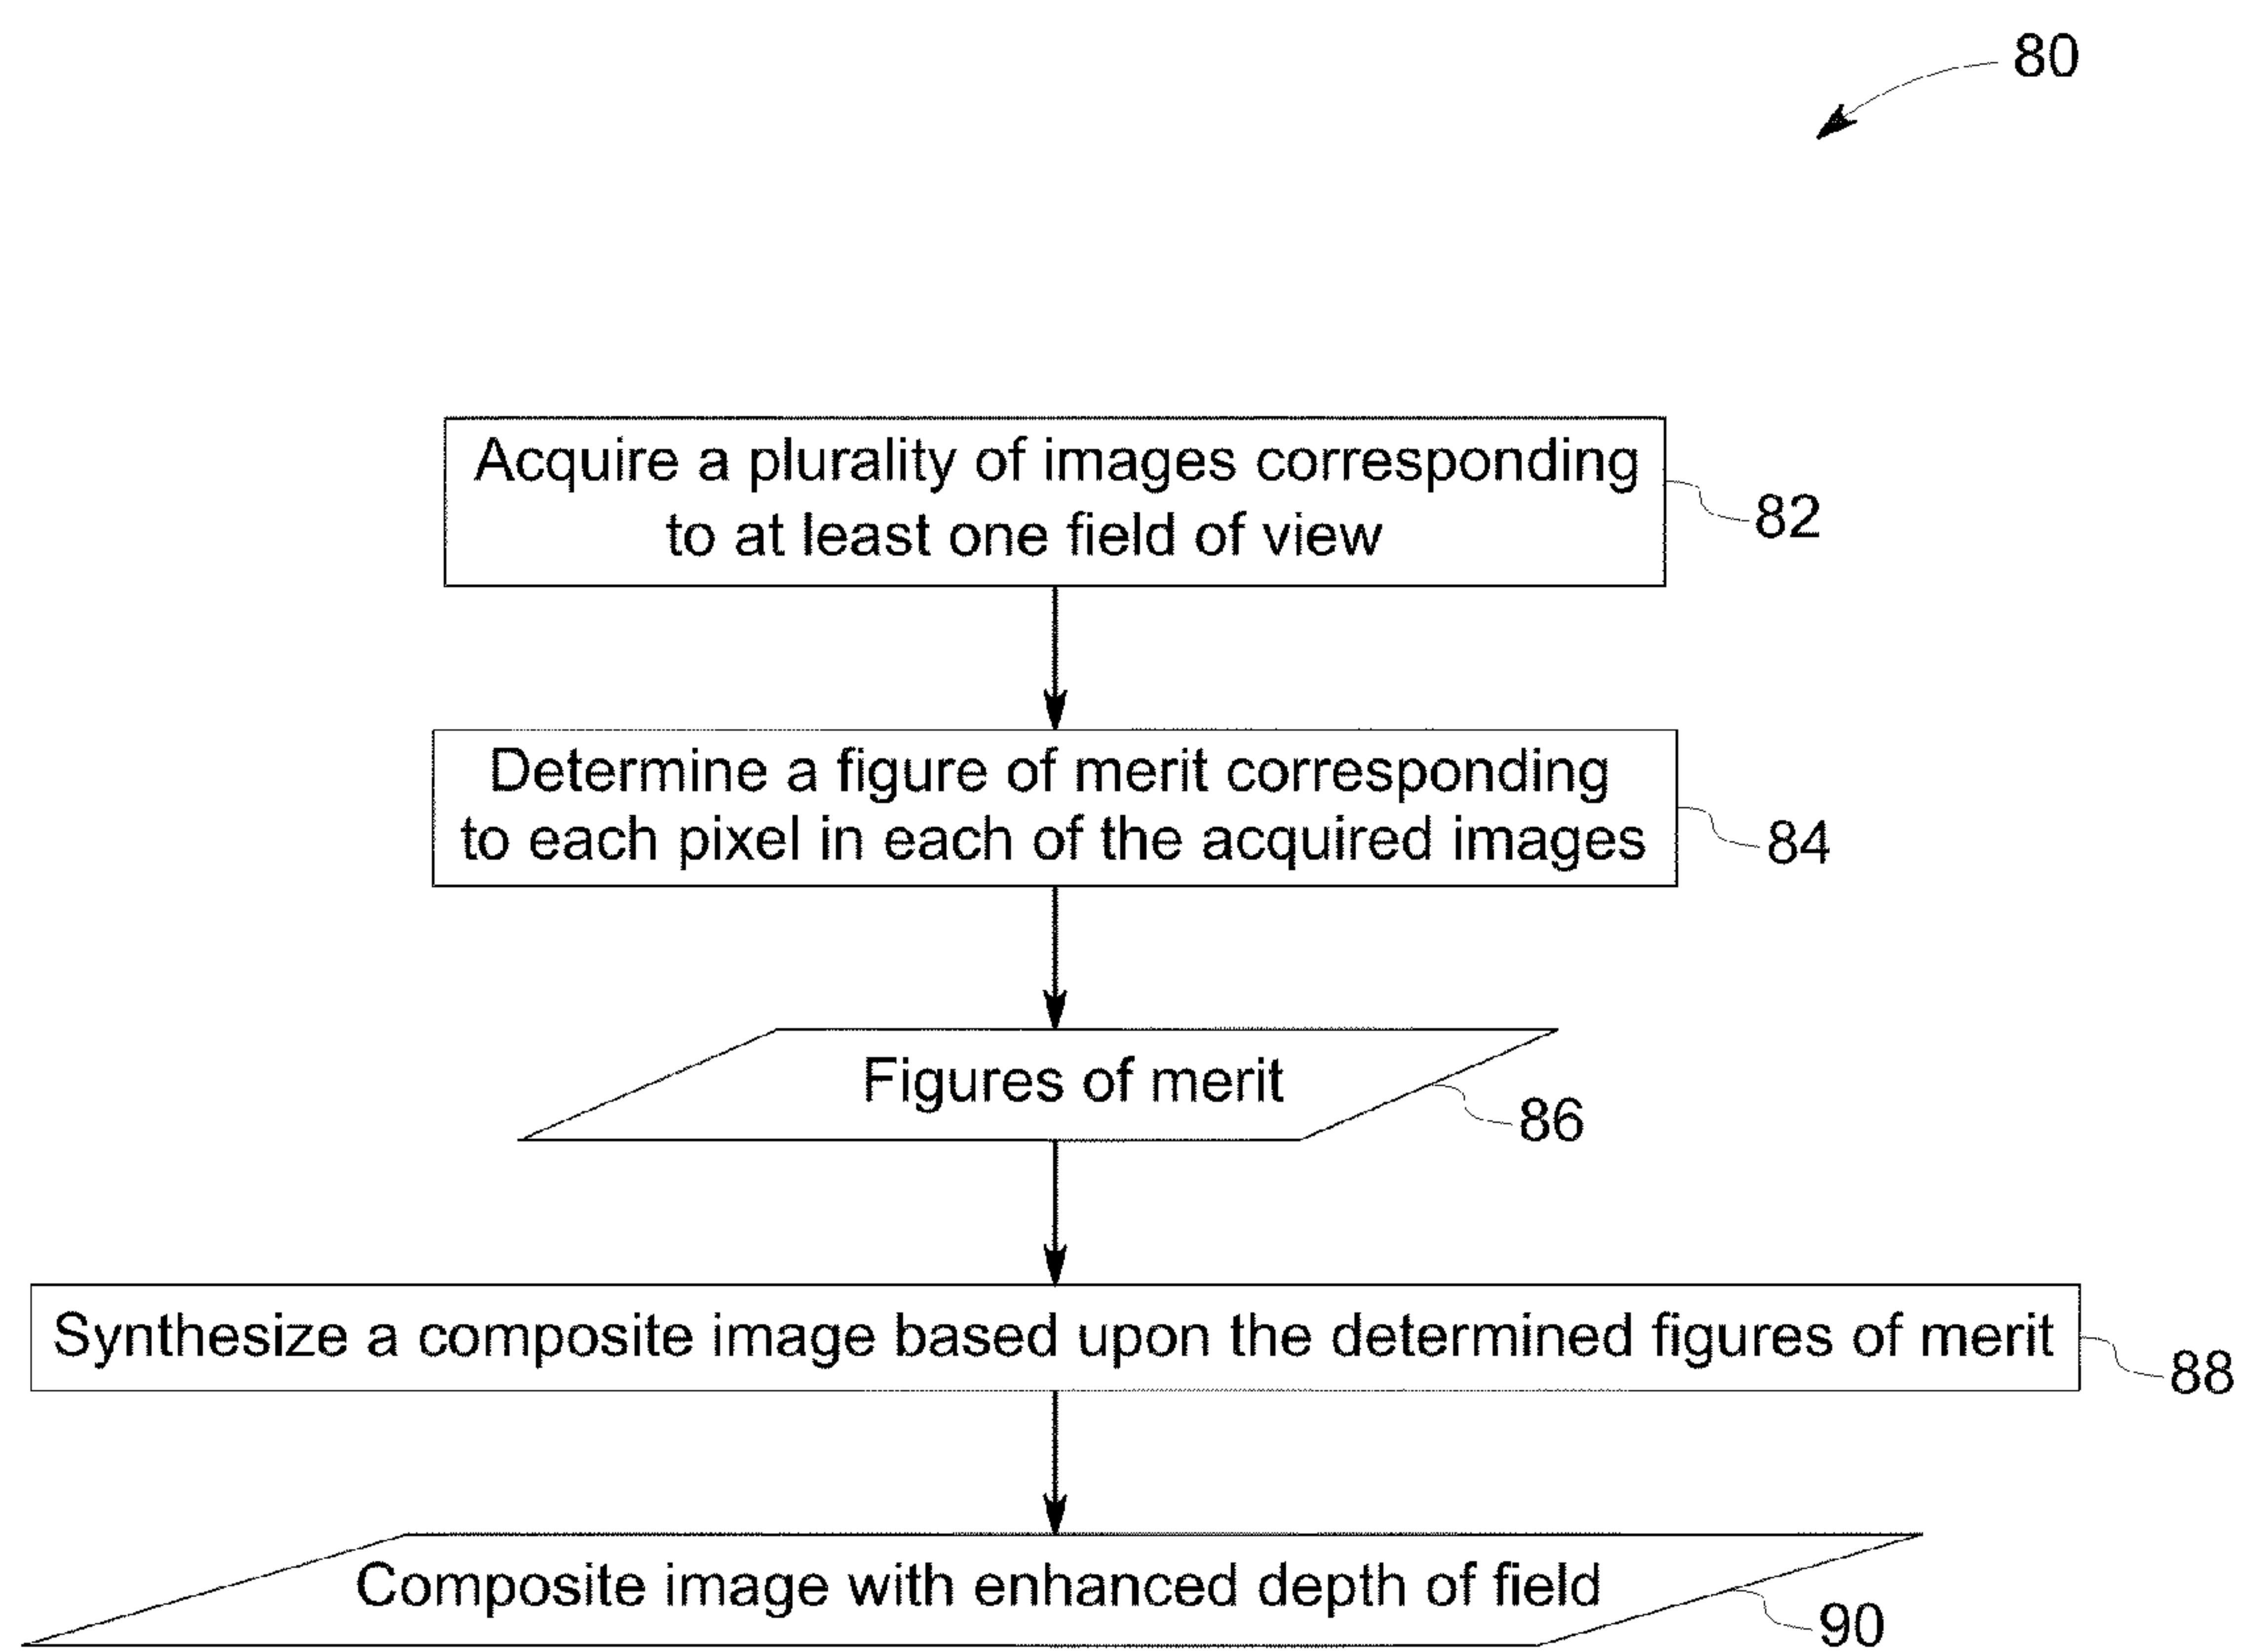 80
Acquire a plurality of images corresponding
to at least one field of view
82
Determine a figure of merit corresponding
to each pixel in each of the acquired images
84
Figures of merit
86
Synthesize a composite image based upon the determined figures of merit
88
Composite image with enhanced depth of field
90